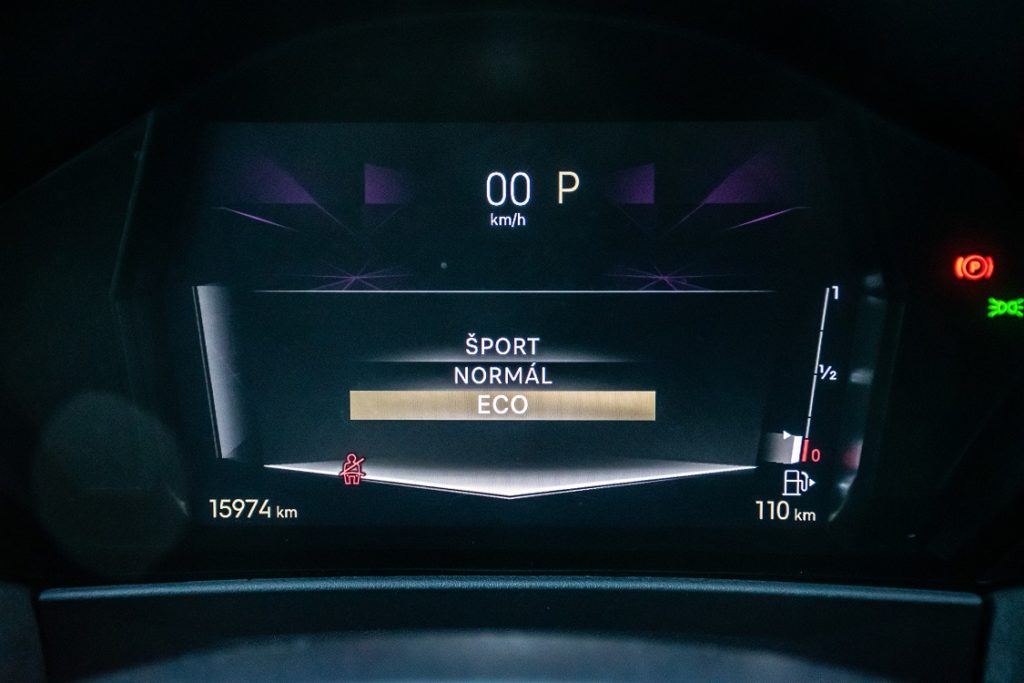 00 P
km/h
1
ŠPORT
NORMÁL
1/2
ECO
0
15974 km
110 km
P